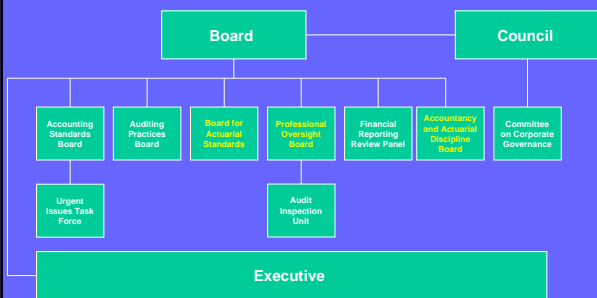 Board
Council
Accounting
Standards
Board
Auditing
Practices
Board
Board for
Actuarial
Standards
Professional
Oversight
Board
Financial
Reporting
Review Panel
Accountancy
and Actuarial
Discipline
Board
Committee
on Corporate
Governance
Urgent
Issues Task
Force
Audit
Inspection
Unit
Executive